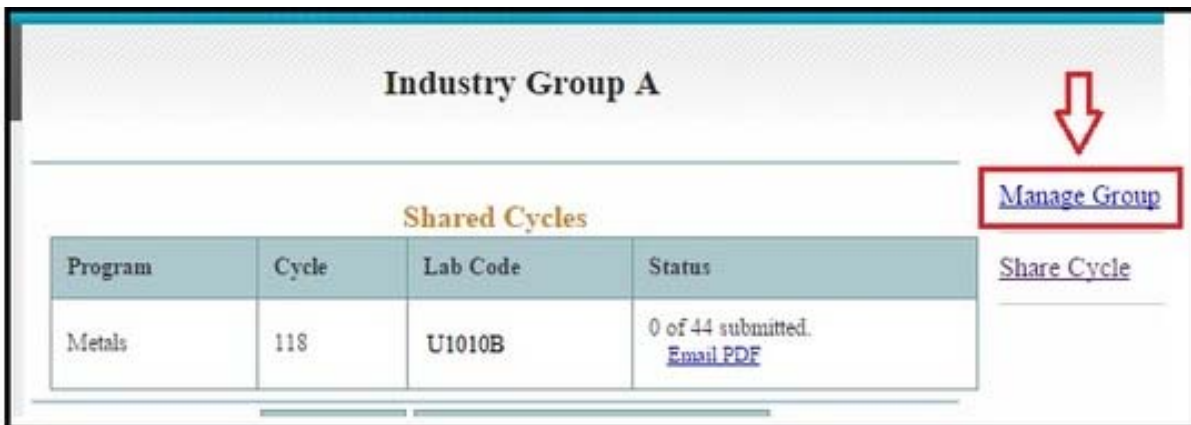 Industry Group A
Manage Group
Shared Cycles
Share Cycle
Program Cycle Lab Code Status
Metals 118 U1010B 0 of 44 submitted.
Email PDF